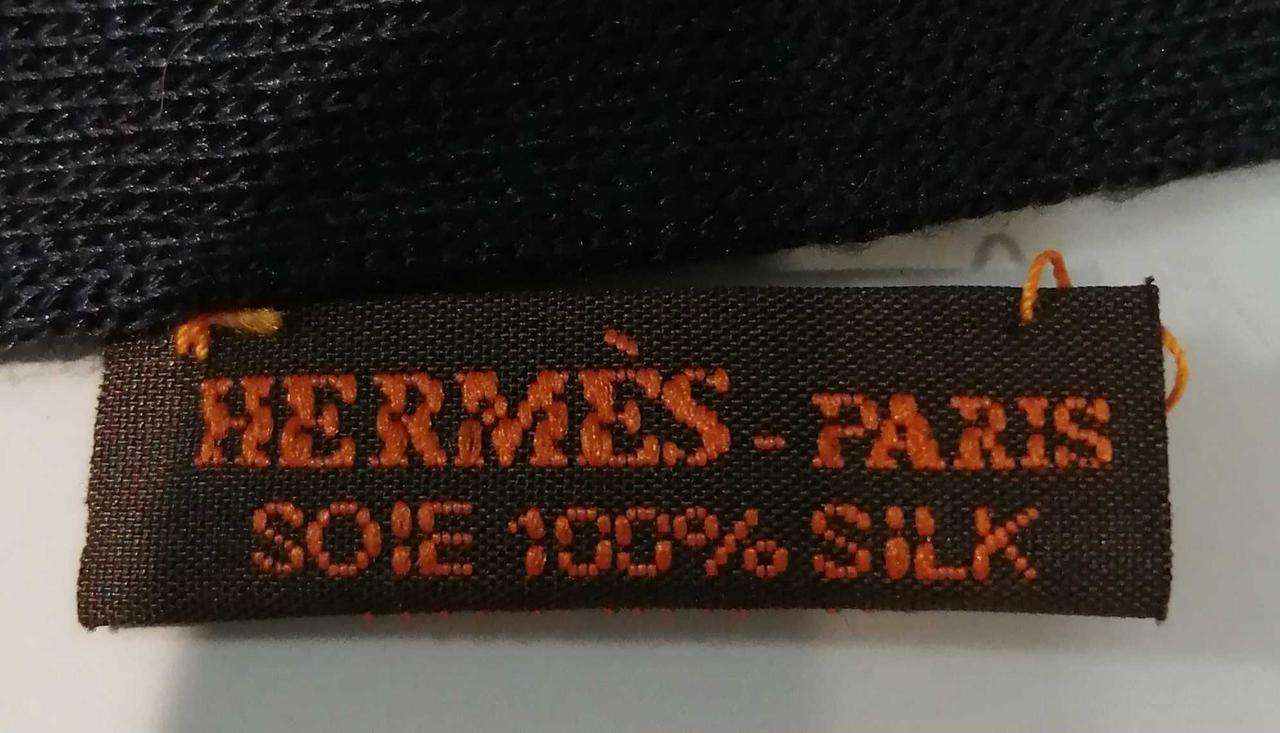 HERMÈS - PARIS
SOIE 100% SILK